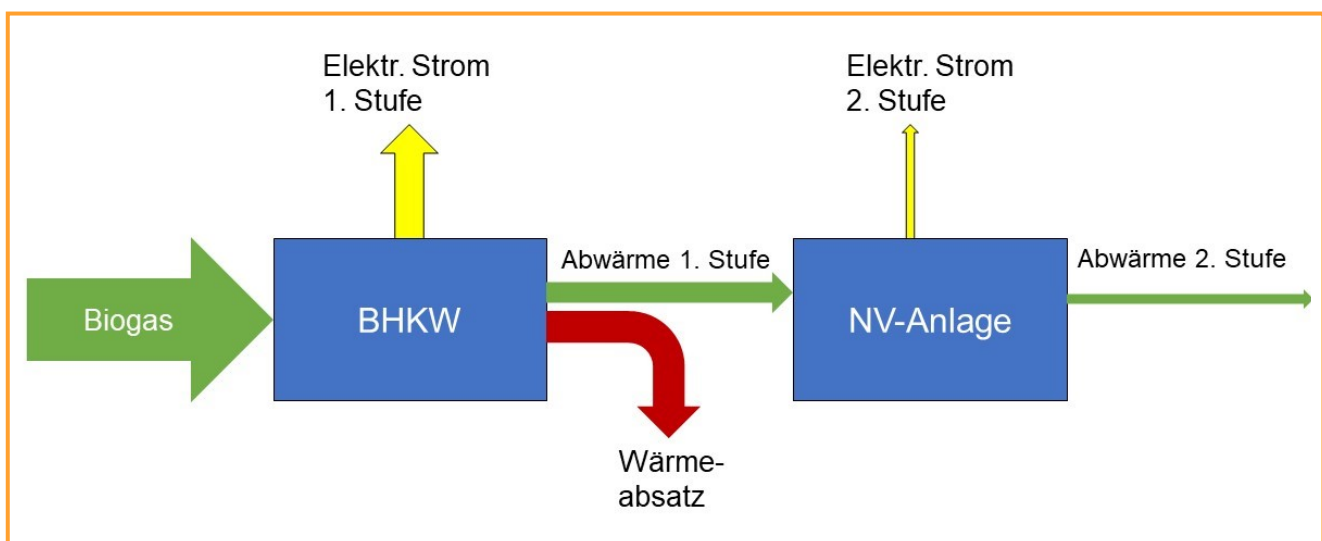 Elektr. Strom
1. Stufe
Elektr. Strom
2. Stufe
Biogas
BHKW
Abwärme 1. Stufe
NV-Anlage
Abwärme 2. Stufe
Wärme-
absatz